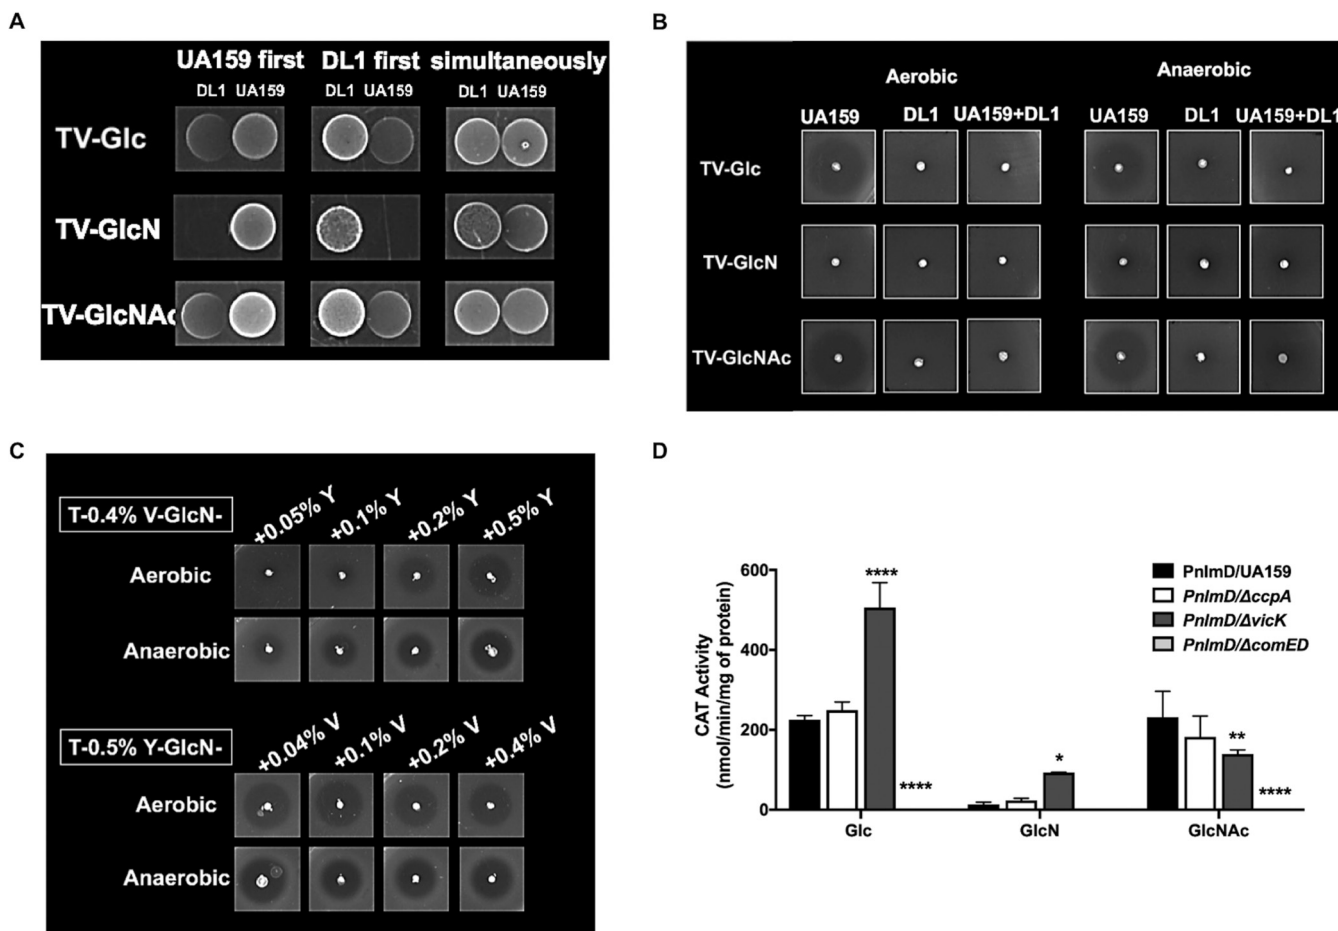 A
UA159 first DL1 first simultaneously
DL1 UA159 DL1 UA159 DL1 UA159
TV-Glc
TV-GlcN
TV-GlcNAc
B
Aerobic Anaerobic
UA159 DL1 UA159+DL1 UA159 DL1 UA159+DL1
TV-Glc
TV-GlcN
TV-GlcNAc
C
T-0.4% V-GlcN-
+0.05% Y +0.1% Y +0.2% Y +0.5% Y
Aerobic
Anaerobic
T-0.5% Y-GlcN-
+0.04% V +0.1% V +0.2% V +0.4% V
Aerobic
Anaerobic
D
CAT Activity
(nmol/min/mg of protein)
600
400
200
0
**** **** * ** ****
Glc GlcN GlcNAc
PnlmD/UA159
PnlmD/ΔccpA
PnlmD/ΔvicK
PnlmD/ΔcomED